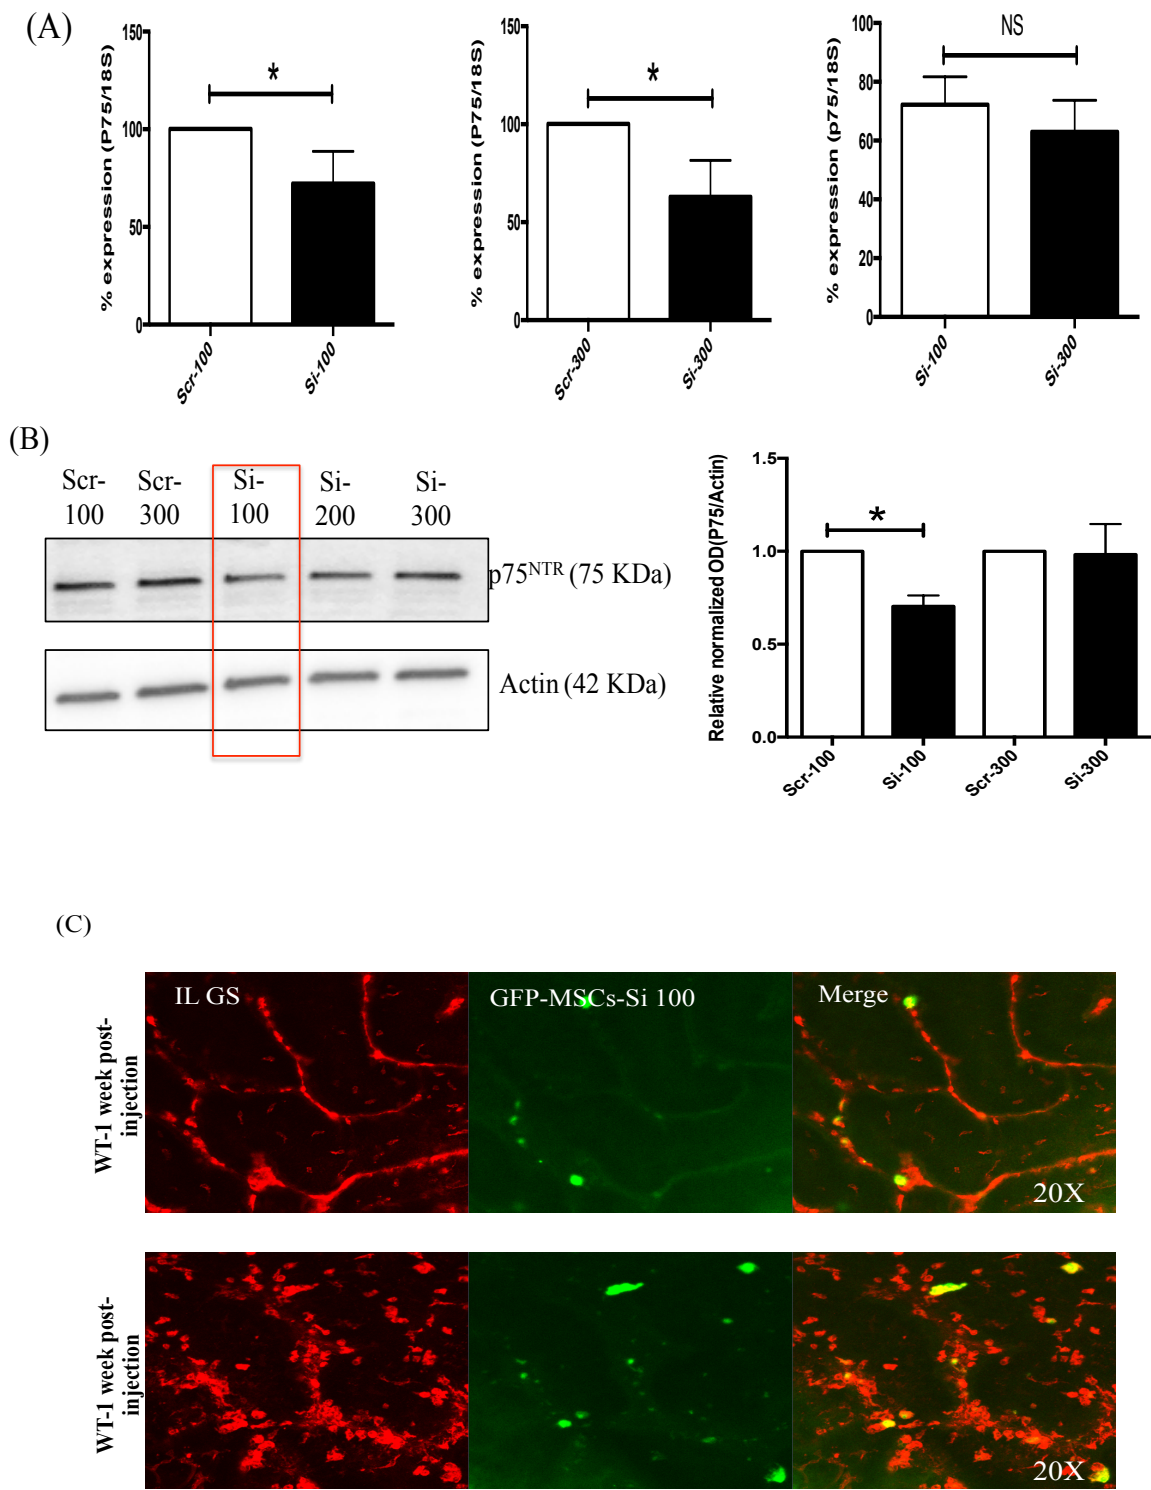 (A)
% expression (P75/18S)
150
100
50
0
*
Scr-100
Si-100
% expression (P75/18S)
150
100
50
0
*
Scr-300
Si-300
% expression (p75/18S)
100
80
60
40
20
0
NS
Si-100
Si-300
(B)
Scr-
100
Scr-
300
Si-
100
Si-
200
Si-
300
p75NTR (75 KDa)
Actin (42 KDa)
Relative normalized OD(P75/Actin)
1.5
1.0
0.5
0.0
*
Scr-100
Si-100
Scr-300
Si-300
(C)
WT-1 week post-
injection
IL GS
GFP-MSCs-Si 100
Merge
20X
WT-1 week post-
injection
20X